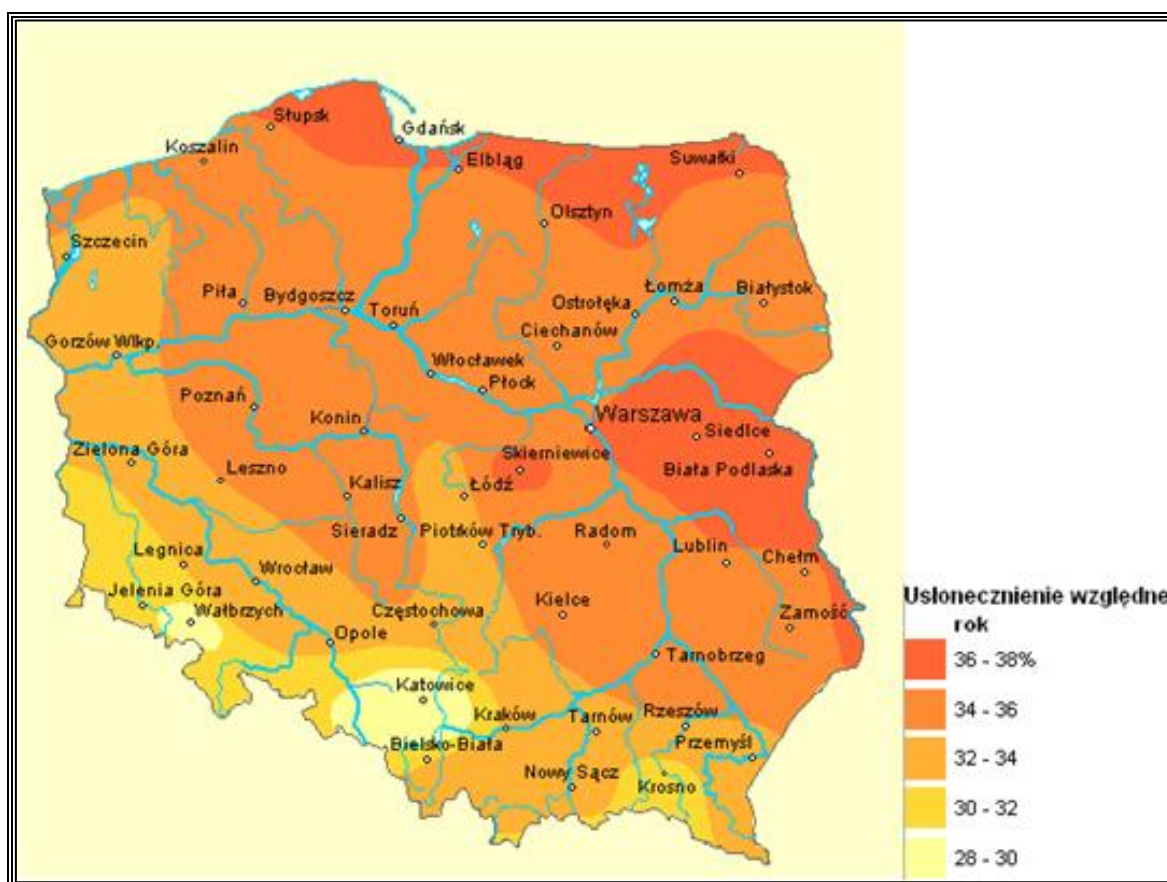 Słupsk
Gdańsk
Koszalin
Elbląg
Suwałki
Olsztyn
Szczecin
Piła
Bydgoszcz
Toruń
Ostrołęka
Łomża
Białystok
Ciechanów
Gorzów Wlkp.
Włocławek
Płock
Poznań
Konin
Warszawa
Siedlce
Zielona Góra
Leszno
Skierniewice
Biała Podlaska
Kalisz
Łódź
Sieradz
Piotrków Tryb.
Radom
Lublin
Chełm
Legnica
Wrocław
Jelenia Góra
Wałbrzych
Częstochowa
Kielce
Zamość
Opole
Tarnobrzeg
Katowice
Kraków
Tarnów
Rzeszów
Przemyśl
Bielsko-Biała
Nowy Sącz
Krosno
Usłonecznienie względne
rok
36 - 38%
34 - 36
32 - 34
30 - 32
28 - 30